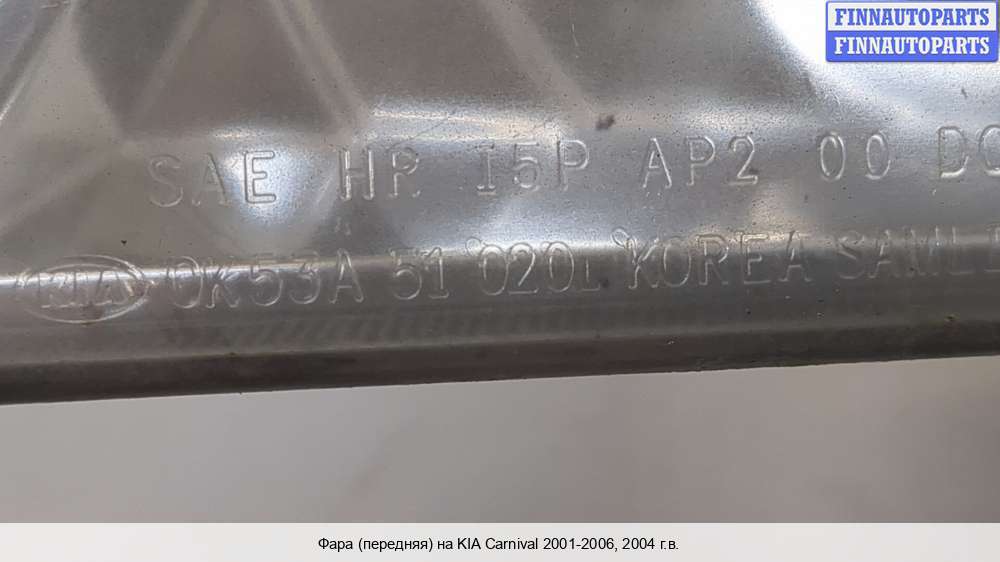 FINNAUTOPARTS
FINNAUTOPARTS
SAE HR I5P AP2 00 DO
KIA 0K53A 51 020L KOREA SAML
Фара (передняя) на KIA Carnival 2001-2006, 2004 г.в.